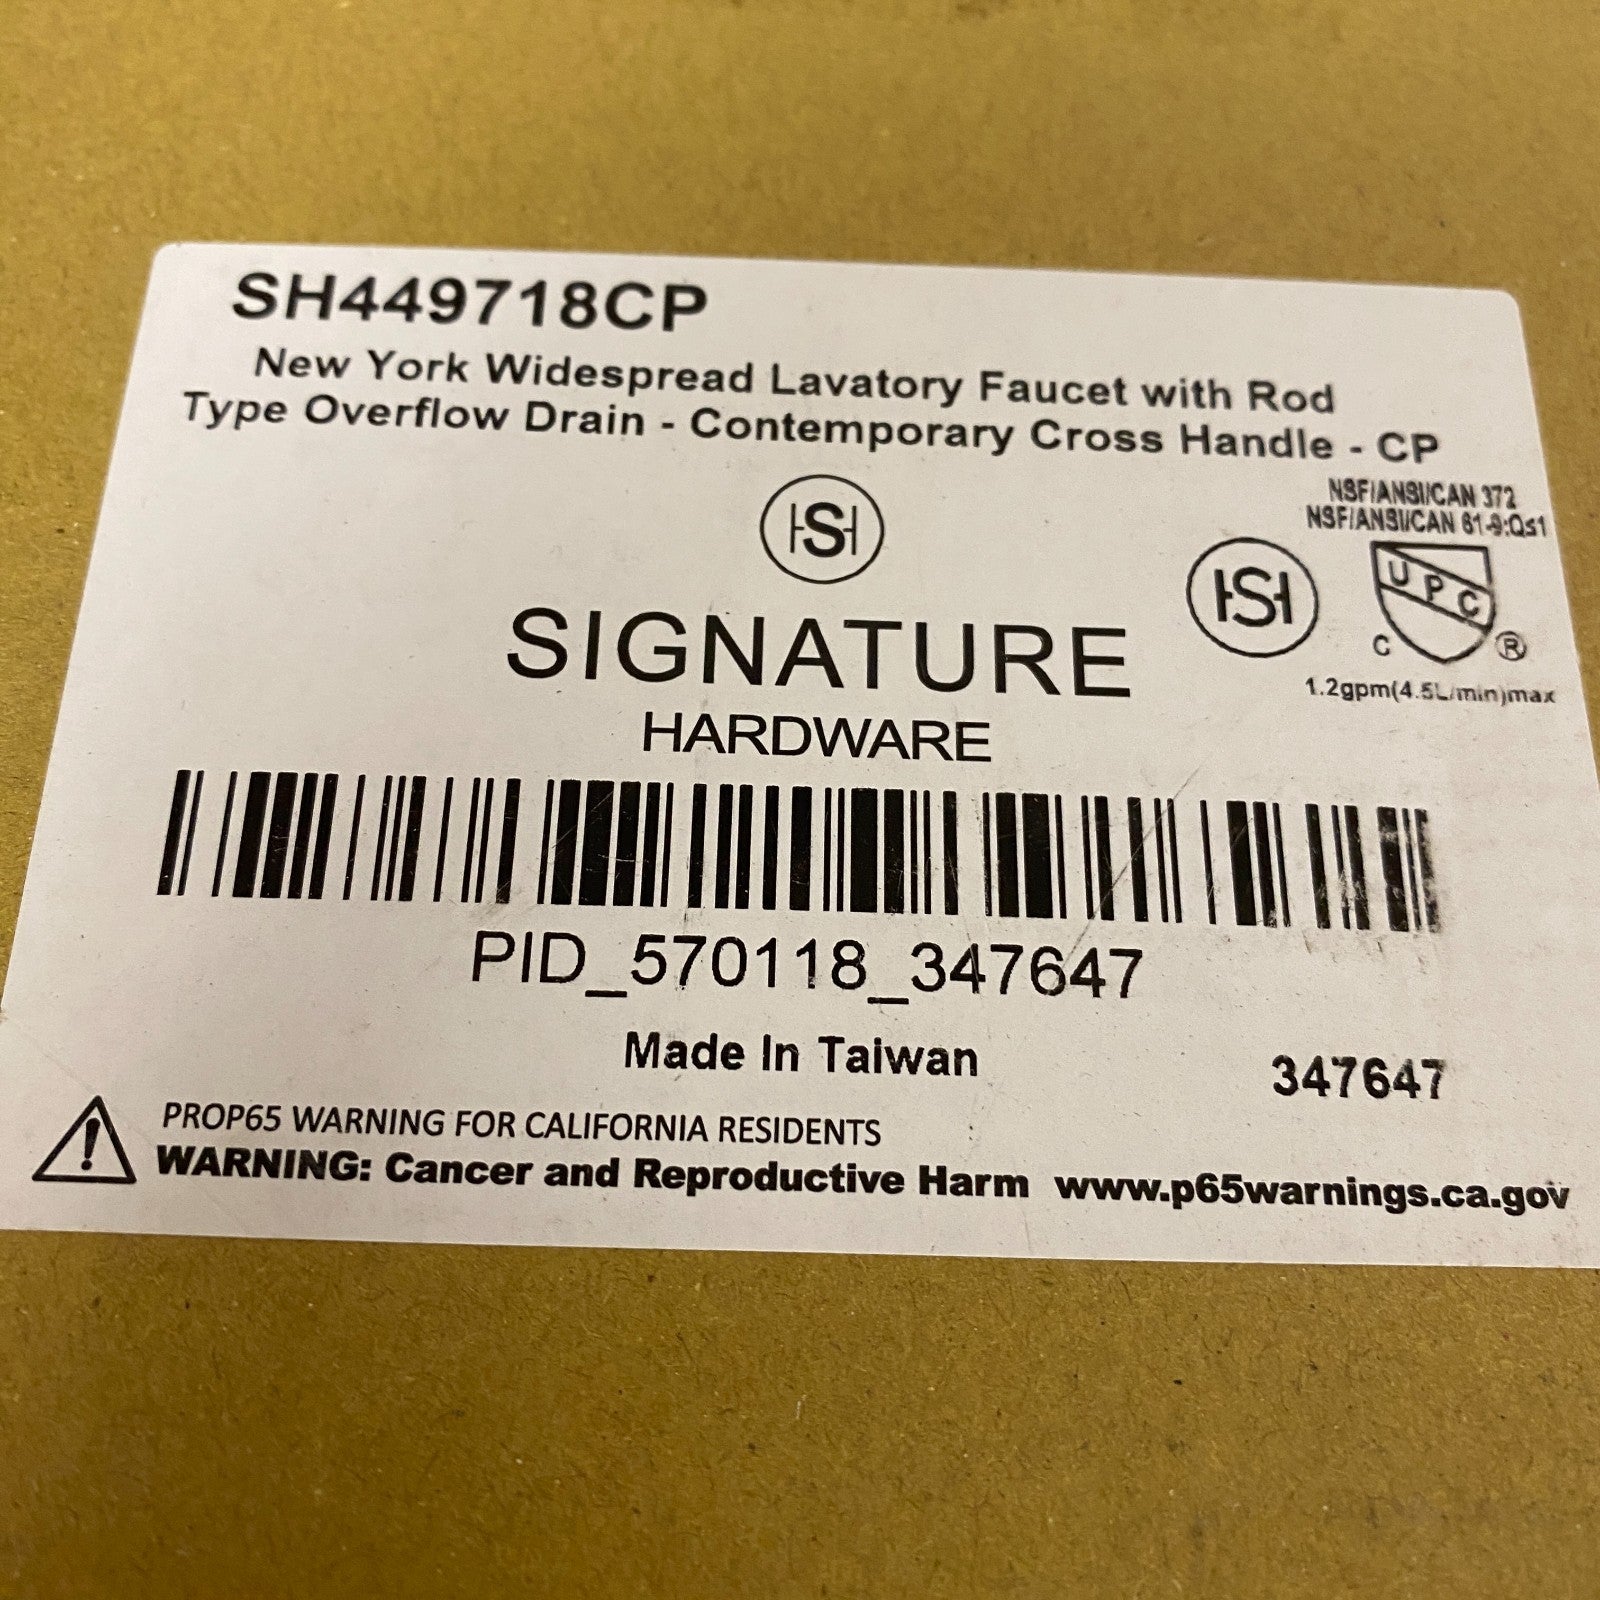 SH449718CP
New York Widespread Lavatory Faucet with Rod
Type Overflow Drain - Contemporary Cross Handle - CP
NSF/ANSI/CAN 372
NSF/ANSI/CAN 61-9:Q≤1
HSH
HSH
UPC
C ®
1.2gpm(4.5L/min)max
SIGNATURE
HARDWARE
PID_570118_347647
Made In Taiwan
347647
PROP65 WARNING FOR CALIFORNIA RESIDENTS
WARNING: Cancer and Reproductive Harm www.p65warnings.ca.gov